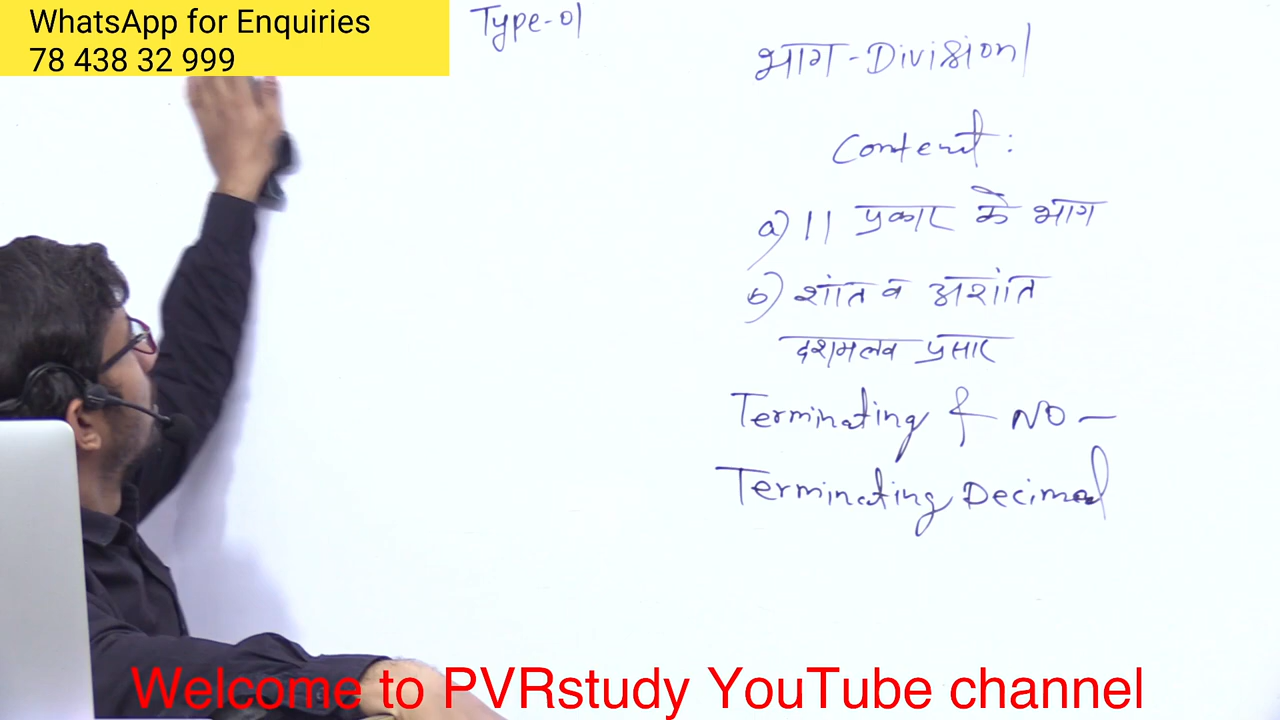 WhatsApp for Enquiries
78 438 32 999
Type-01
भाग-Division
Content:
a) 11 प्रकार के भाग
b) शांत व अशांत
दशमलव प्रसार
Terminating & NO-
Terminating Decimal
Welcome to PVRstudy YouTube channel